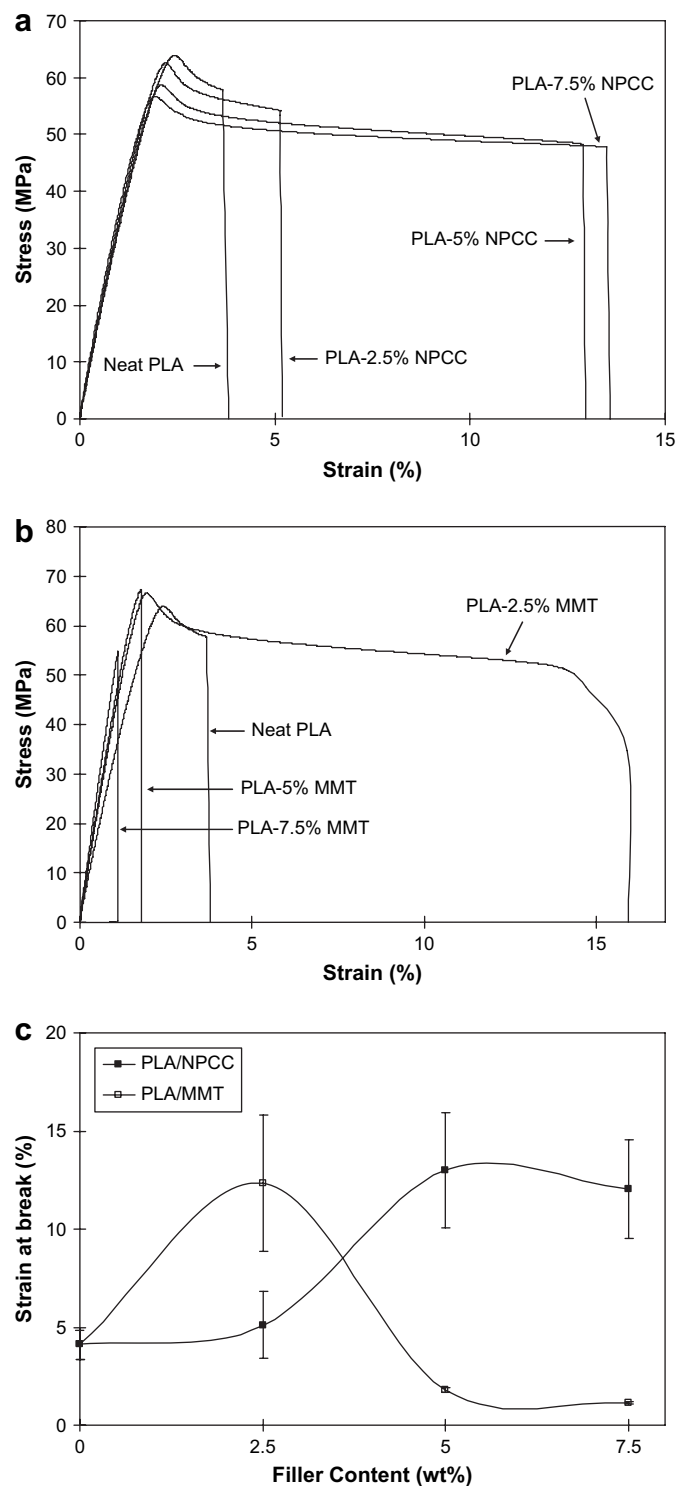 a
70
60
50
40
30
20
10
0
Stress (MPa)
PLA-7.5% NPCC
PLA-5% NPCC
Neat PLA
PLA-2.5% NPCC
0 5 10 15
Strain (%)
b
80
70
60
50
40
30
20
10
0
Stress (MPa)
PLA-2.5% MMT
Neat PLA
PLA-5% MMT
PLA-7.5% MMT
0 5 10 15
Strain (%)
c
20
15
10
5
0
Strain at break (%)
PLA/NPCC
PLA/MMT
0 2.5 5 7.5
Filler Content (wt%)